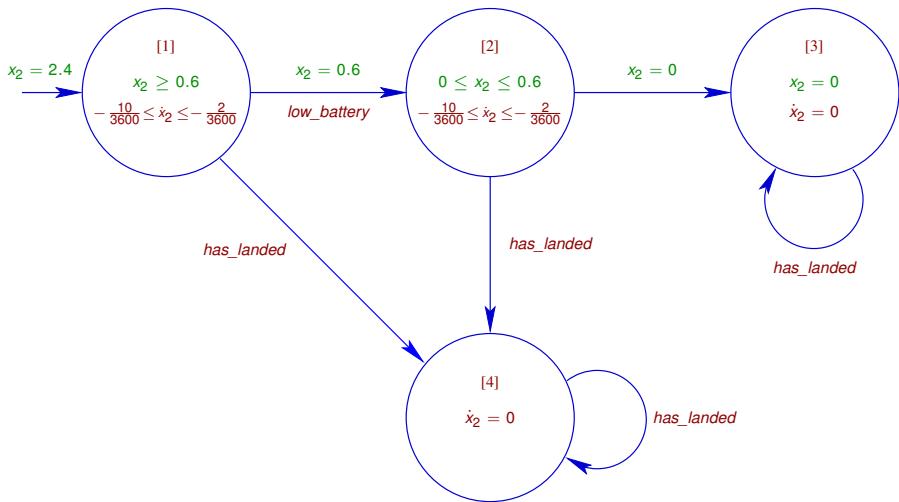 [1]
[2]
[3]
x₂ = 2.4
x₂ ≥ 0.6
x₂ = 0.6
0 ≤ x₂ ≤ 0.6
x₂ = 0
x₂ = 0
−10/3600 ≤ ẋ₂ ≤ −2/3600
low_battery
−10/3600 ≤ ẋ₂ ≤ −2/3600
ẋ₂ = 0
has_landed
has_landed
has_landed
[4]
ẋ₂ = 0
has_landed